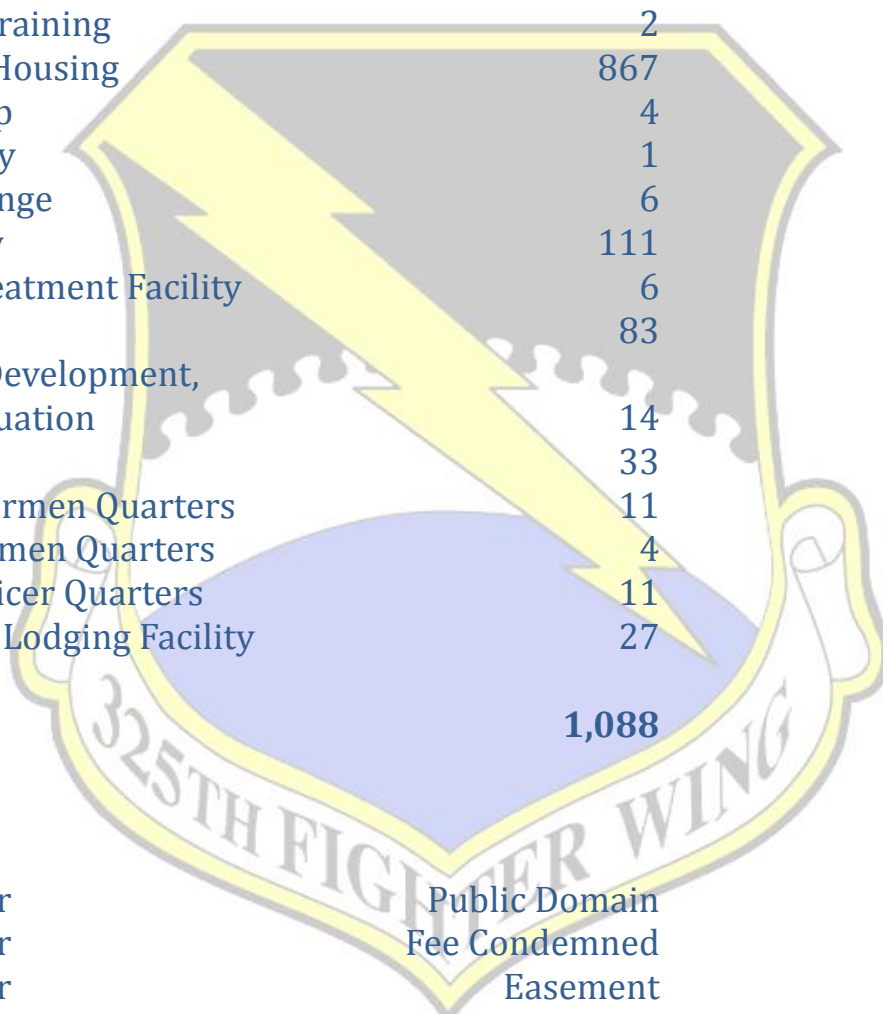 raining 2
Housing 867
p 4
y 1
nge 6
y 111
eatment Facility 6
83
Development,
uation 14
33
rmen Quarters 11
men Quarters 4
icer Quarters 11
Lodging Facility 27
1,088
325TH FIGHTER WING
r Public Domain
r Fee Condemned
r Easement